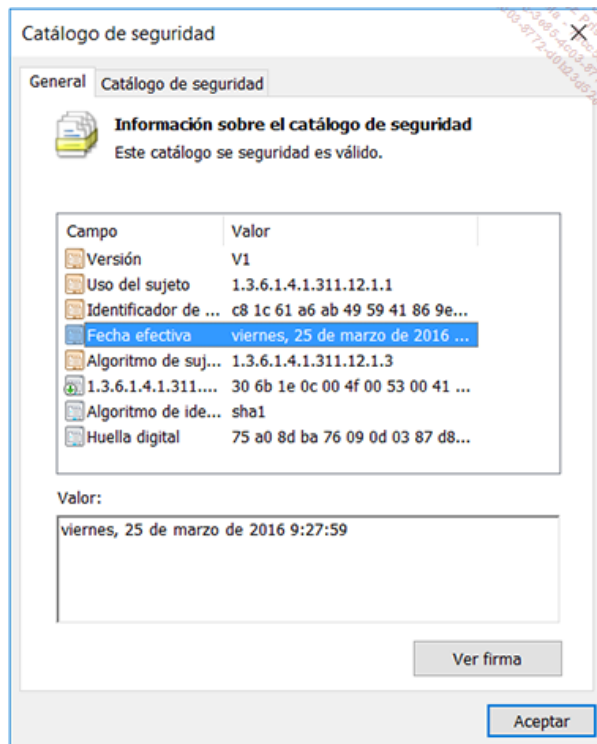 Catálogo de seguridad
General Catálogo de seguridad
Información sobre el catálogo de seguridad
Este catálogo se seguridad es válido.
Campo Valor
Versión V1
Uso del sujeto 1.3.6.1.4.1.311.12.1.1
Identificador de ... c8 1c 61 a6 ab 49 59 41 86 9e...
Fecha efectiva viernes, 25 de marzo de 2016 ...
Algoritmo de suj... 1.3.6.1.4.1.311.12.1.3
1.3.6.1.4.1.311.... 30 6b 1e 0c 00 4f 00 53 00 41 ...
Algoritmo de ide... sha1
Huella digital 75 a0 8d ba 76 09 0d 03 87 d8...
Valor:
viernes, 25 de marzo de 2016 9:27:59
Ver firma
Aceptar